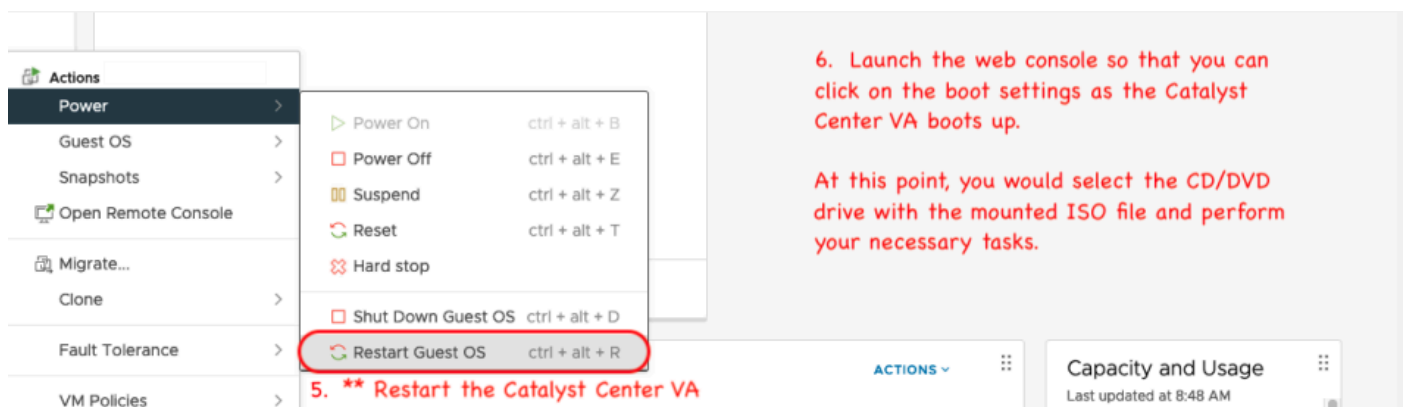 Actions
Power
Guest OS
Snapshots
Open Remote Console
Migrate...
Clone
Fault Tolerance
VM Policies
Power On ctrl + alt + B
Power Off ctrl + alt + E
Suspend ctrl + alt + Z
Reset ctrl + alt + T
Hard stop
Shut Down Guest OS ctrl + alt + D
Restart Guest OS ctrl + alt + R
5. ** Restart the Catalyst Center VA
6. Launch the web console so that you can
click on the boot settings as the Catalyst
Center VA boots up.
At this point, you would select the CD/DVD
drive with the mounted ISO file and perform
your necessary tasks.
ACTIONS
Capacity and Usage
Last updated at 8:48 AM